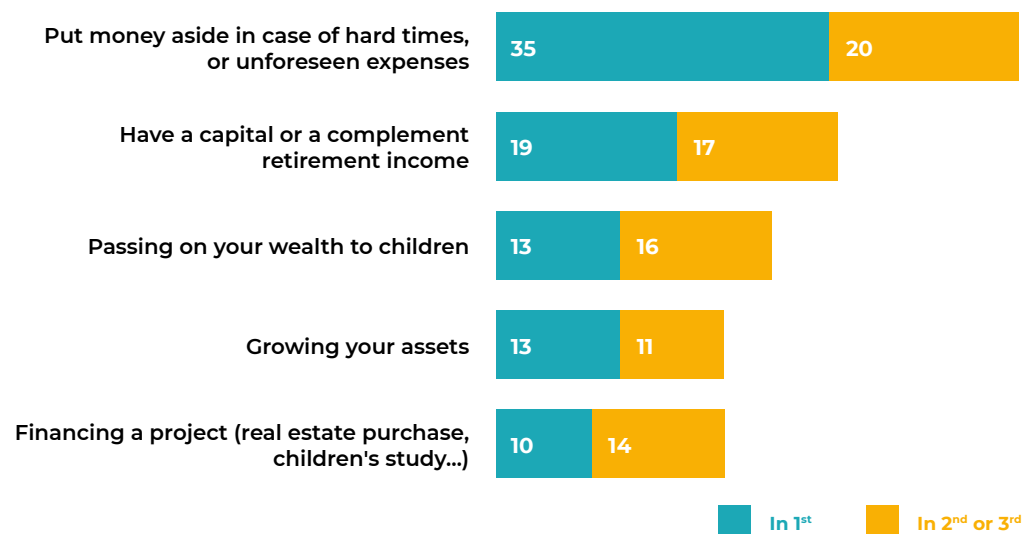 Put money aside in case of hard times,
or unforeseen expenses
35
20
Have a capital or a complement
retirement income
19
17
Passing on your wealth to children
13
16
Growing your assets
13
11
Financing a project (real estate purchase,
children's study...)
10
14
In 1st
In 2nd or 3rd